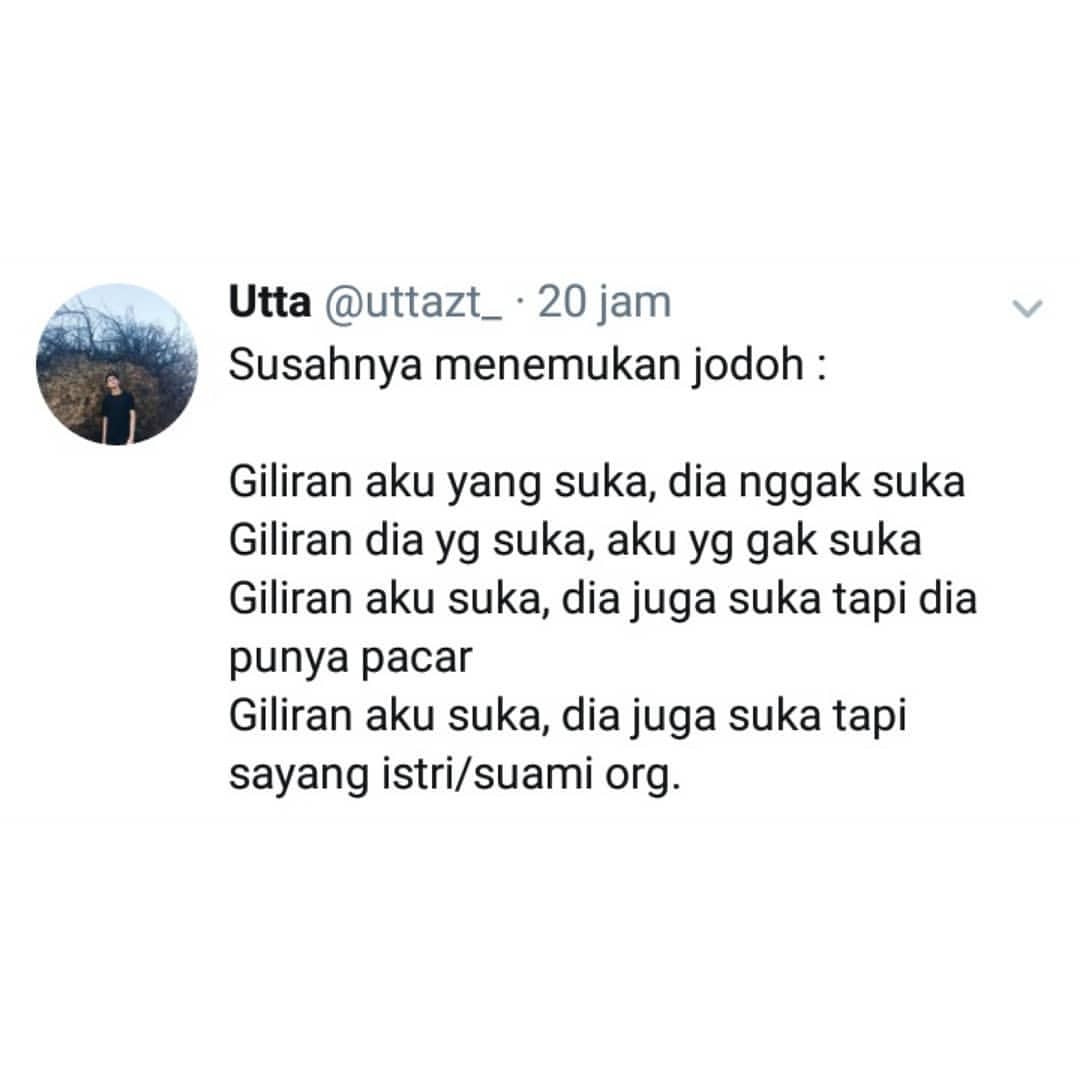 Utta @uttazt_ · 20 jam
Susahnya menemukan jodoh :
Giliran aku yang suka, dia nggak suka
Giliran dia yg suka, aku yg gak suka
Giliran aku suka, dia juga suka tapi dia
punya pacar
Giliran aku suka, dia juga suka tapi
sayang istri/suami org.